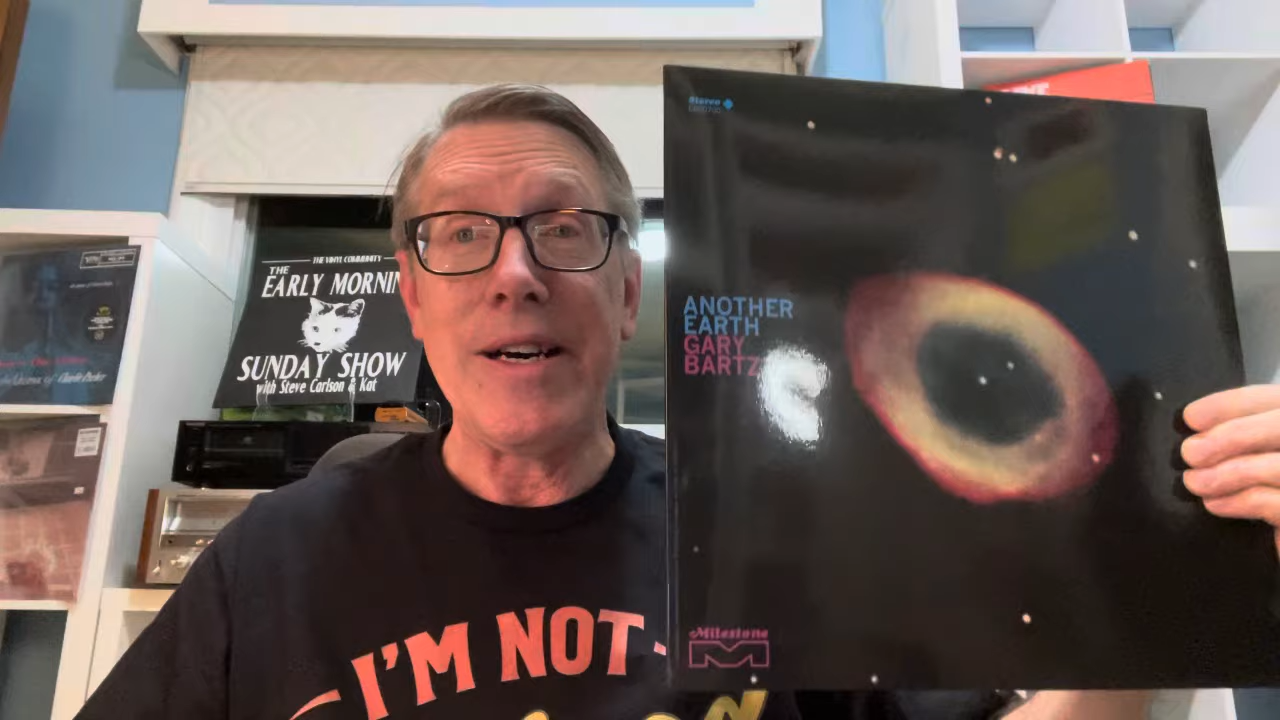 THE VINYL COMMUNITY
THE
EARLY MORNIN
SUNDAY SHOW
with Steve Carlson & Kat
Stereo
ANOTHER
EARTH
GARY
BARTZ
Milestone
I'M NOT